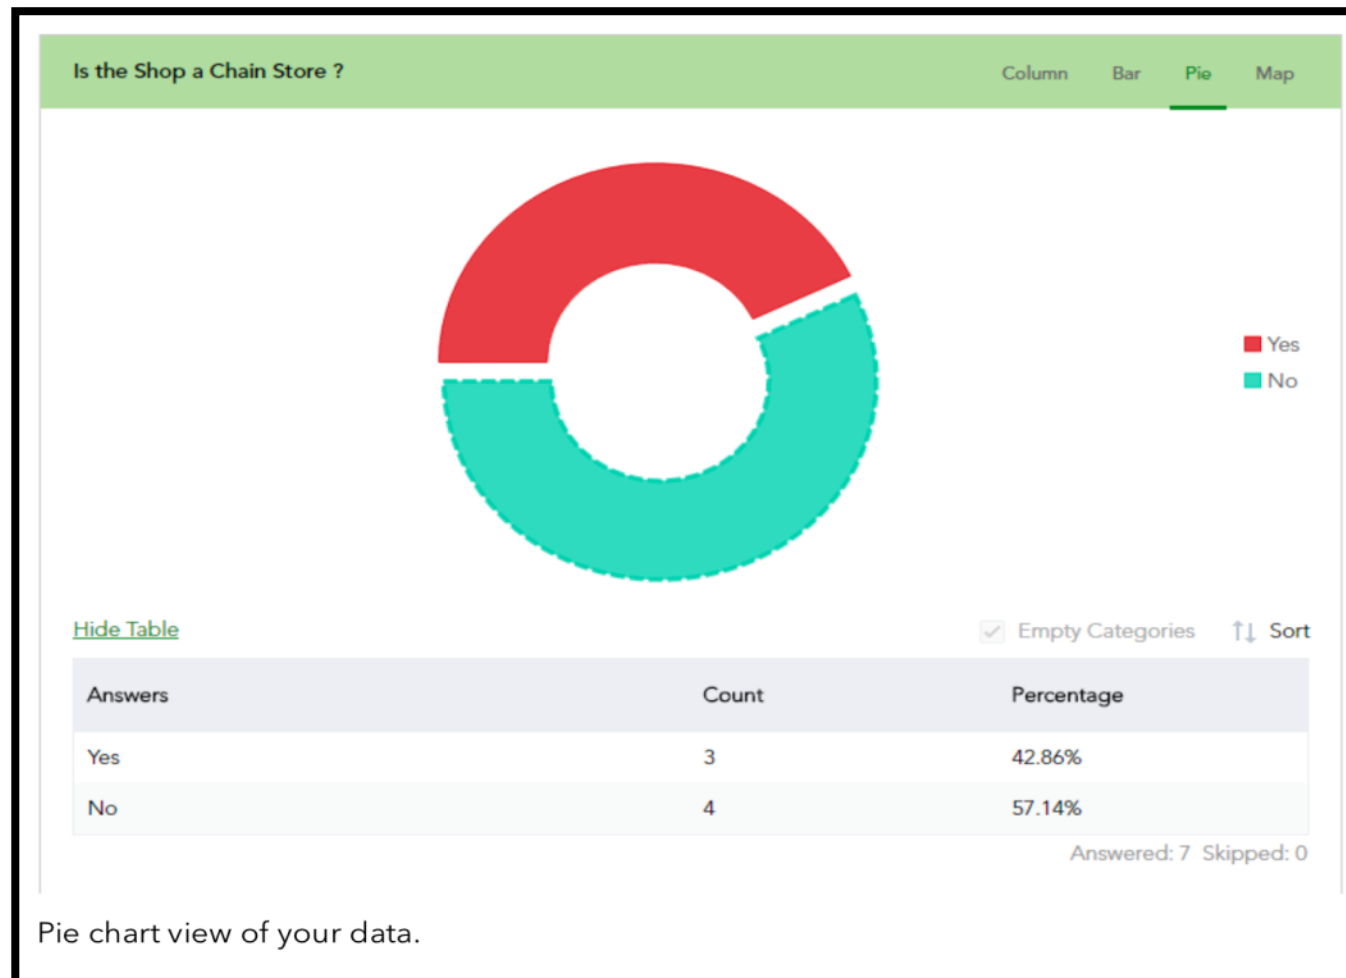 Is the Shop a Chain Store ? Column Bar Pie Map
Yes
No
Hide Table Empty Categories Sort
Answers Count Percentage
Yes 3 42.86%
No 4 57.14%
Answered: 7 Skipped: 0
Pie chart view of your data.